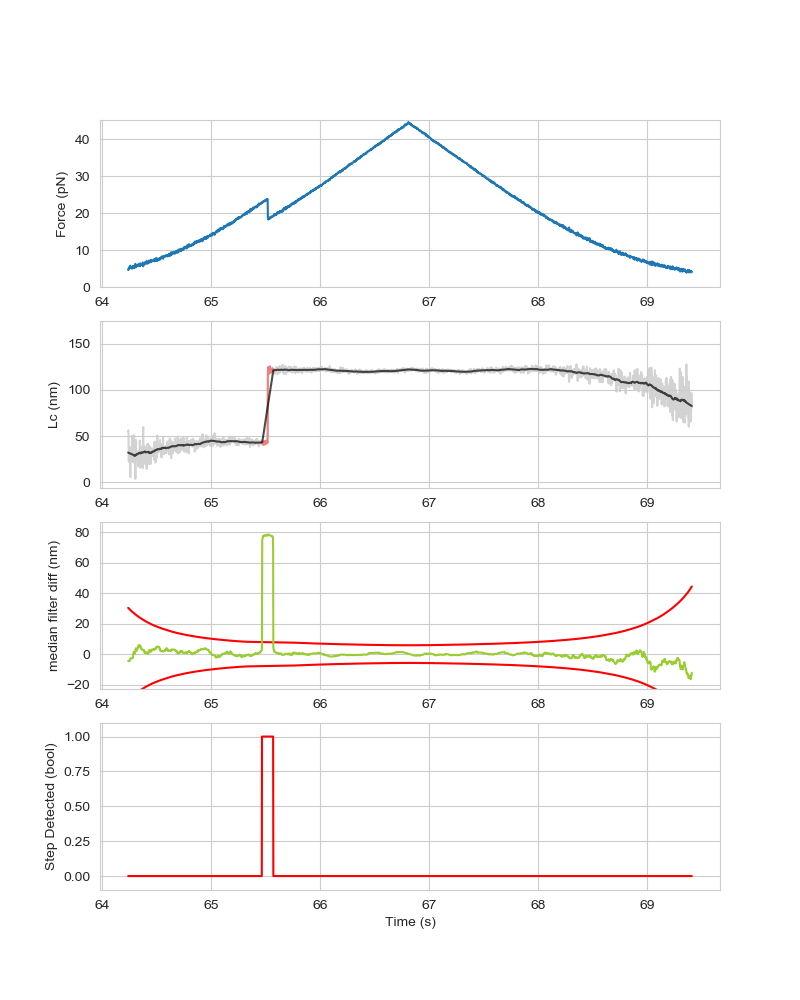 40
30
20
10
0
Force (pN)
64 65 66 67 68 69
150
100
50
0
Lc (nm)
64 65 66 67 68 69
80
60
40
20
0
−20
median filter diff (nm)
64 65 66 67 68 69
1.00
0.75
0.50
0.25
0.00
Step Detected (bool)
64 65 66 67 68 69
Time (s)